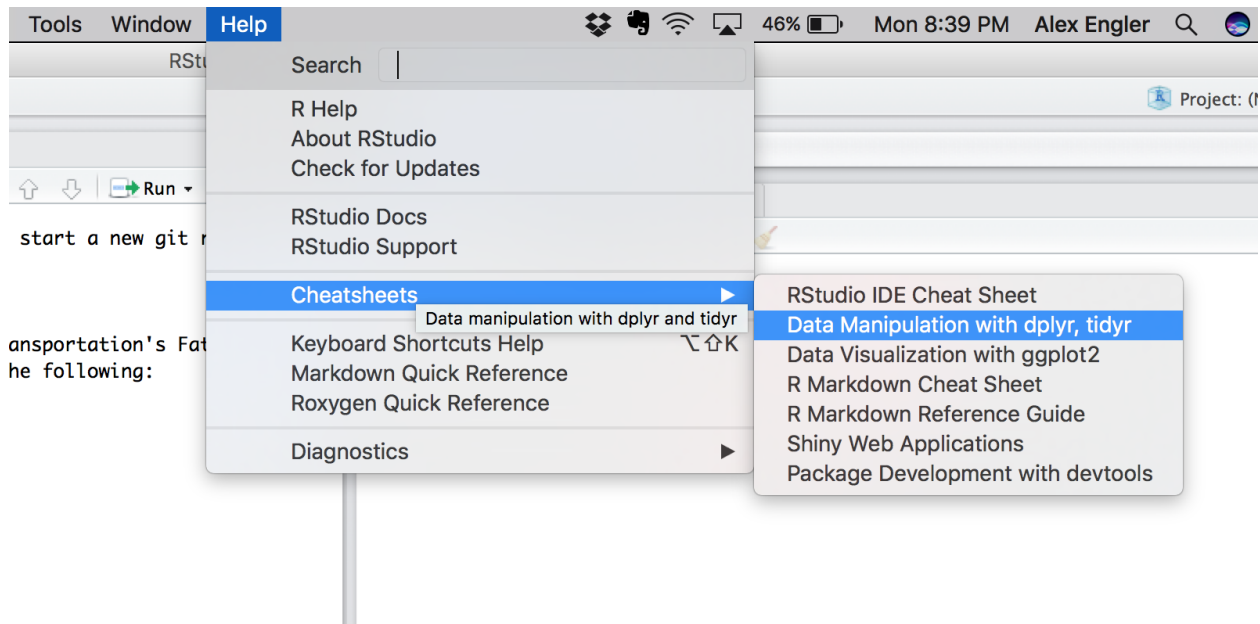 Tools Window Help 46% Mon 8:39 PM Alex Engler
RStu
Search
Project: (N
R Help
About RStudio
Check for Updates
Run
RStudio Docs
RStudio Support
start a new git r
Cheatsheets
Data manipulation with dplyr and tidyr
Keyboard Shortcuts Help ⌥⇧K
Markdown Quick Reference
Roxygen Quick Reference
Diagnostics
ansportation's Fat
he following:
RStudio IDE Cheat Sheet
Data Manipulation with dplyr, tidyr
Data Visualization with ggplot2
R Markdown Cheat Sheet
R Markdown Reference Guide
Shiny Web Applications
Package Development with devtools